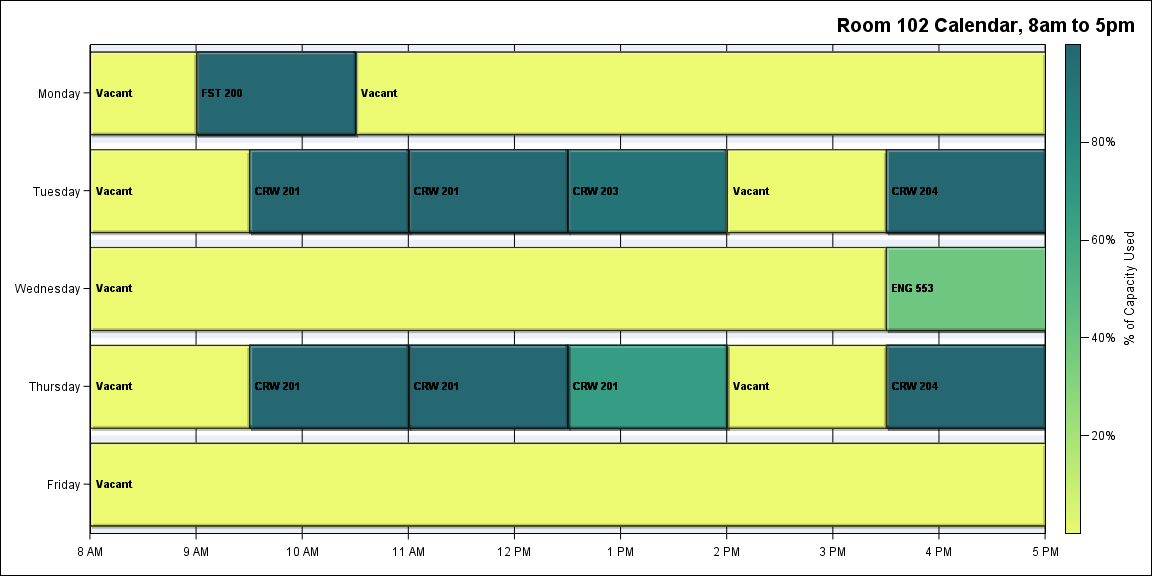 Room 102 Calendar, 8am to 5pm
Monday Vacant FST 200 Vacant
Tuesday Vacant CRW 201 CRW 201 CRW 203 Vacant CRW 204
Wednesday Vacant ENG 553
Thursday Vacant CRW 201 CRW 201 CRW 201 Vacant CRW 204
Friday Vacant
8 AM 9 AM 10 AM 11 AM 12 PM 1 PM 2 PM 3 PM 4 PM 5 PM
80%
60%
40%
20%
% of Capacity Used